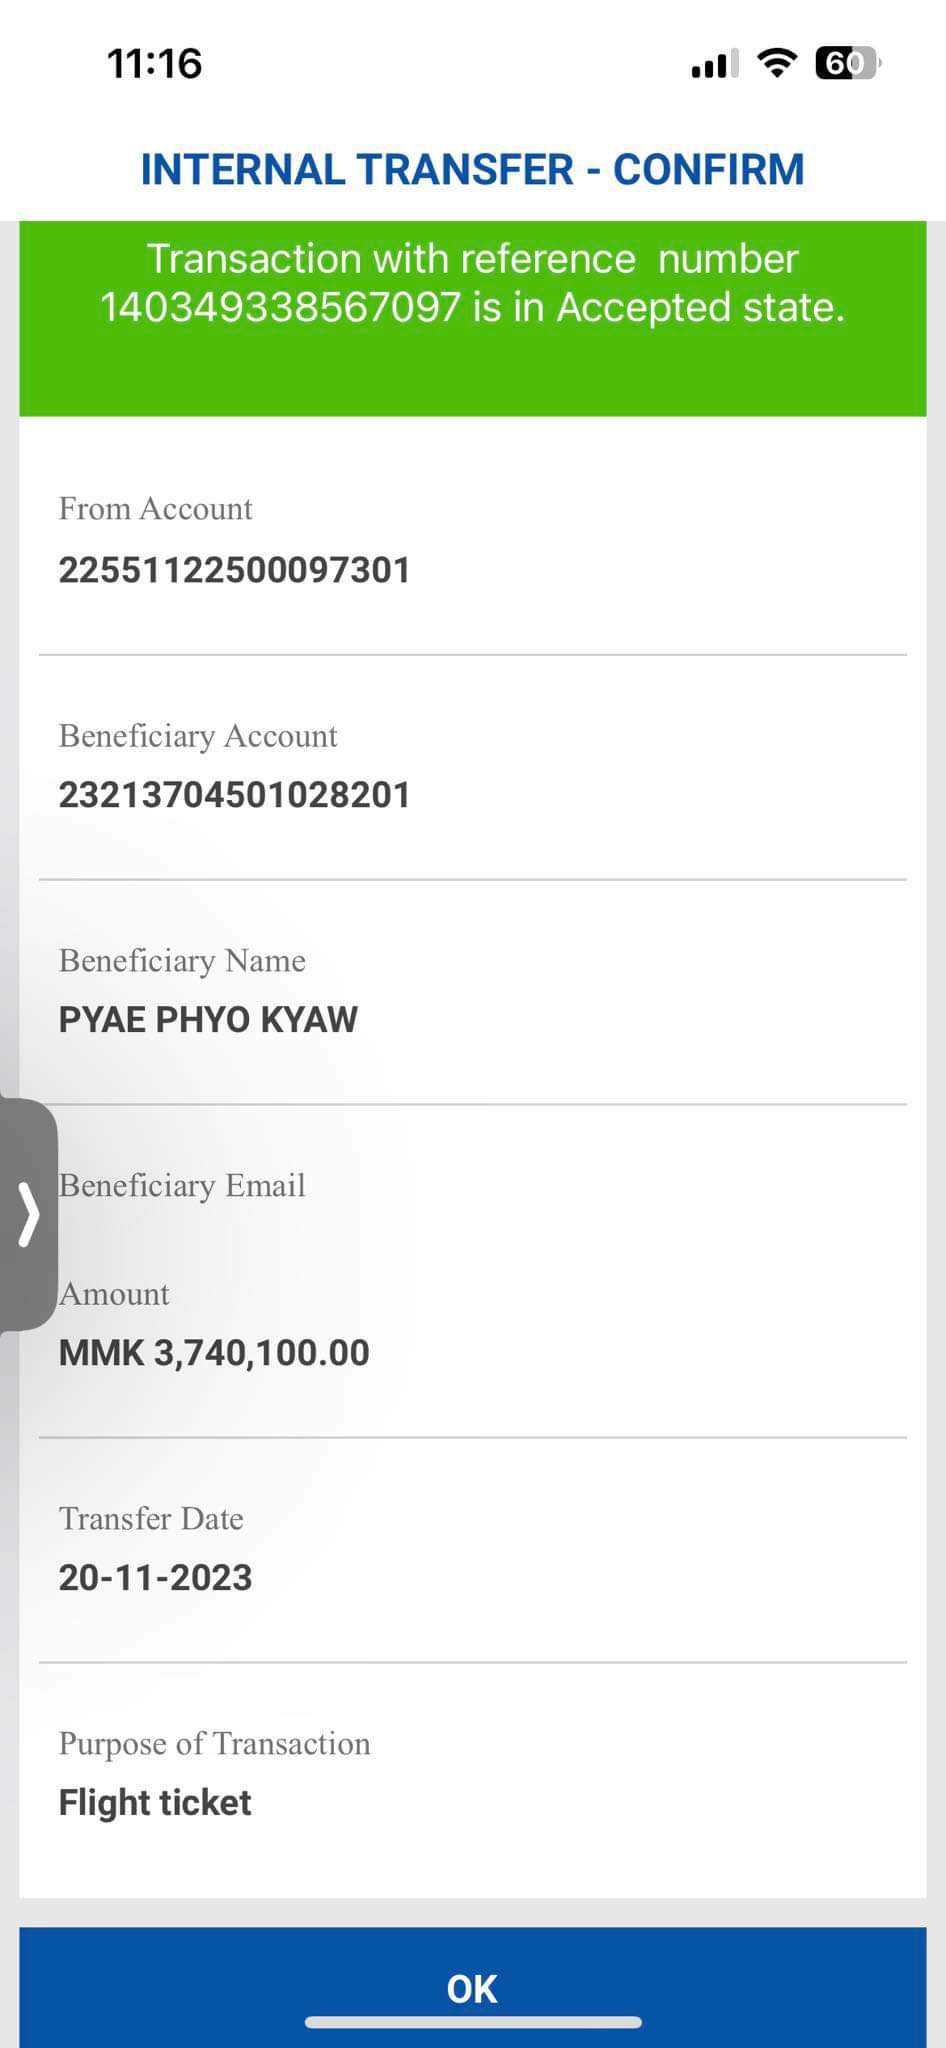 11:16
60
INTERNAL TRANSFER - CONFIRM
Transaction with reference  number
140349338567097 is in Accepted state.
From Account
22551122500097301
Beneficiary Account
23213704501028201
Beneficiary Name
PYAE PHYO KYAW
Beneficiary Email
Amount
MMK 3,740,100.00
Transfer Date
20-11-2023
Purpose of Transaction
Flight ticket
OK